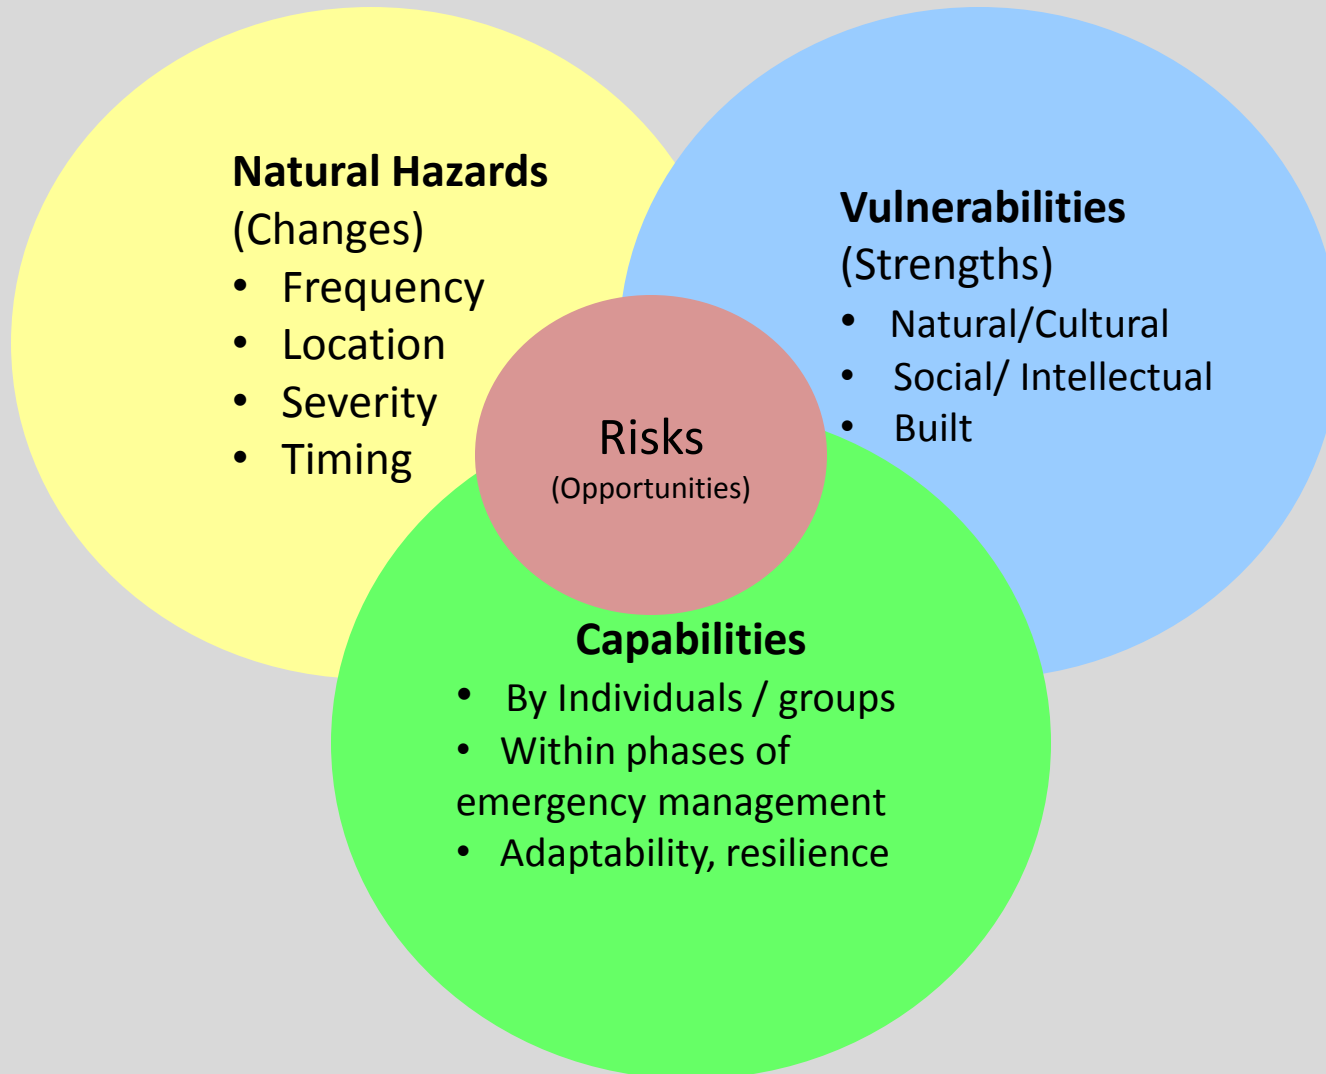 Natural Hazards
(Changes)
• Frequency
• Location
• Severity
• Timing
Vulnerabilities
(Strengths)
• Natural/Cultural
• Social/ Intellectual
• Built
Risks
(Opportunities)
Capabilities
• By Individuals / groups
• Within phases of
emergency management
• Adaptability, resilience